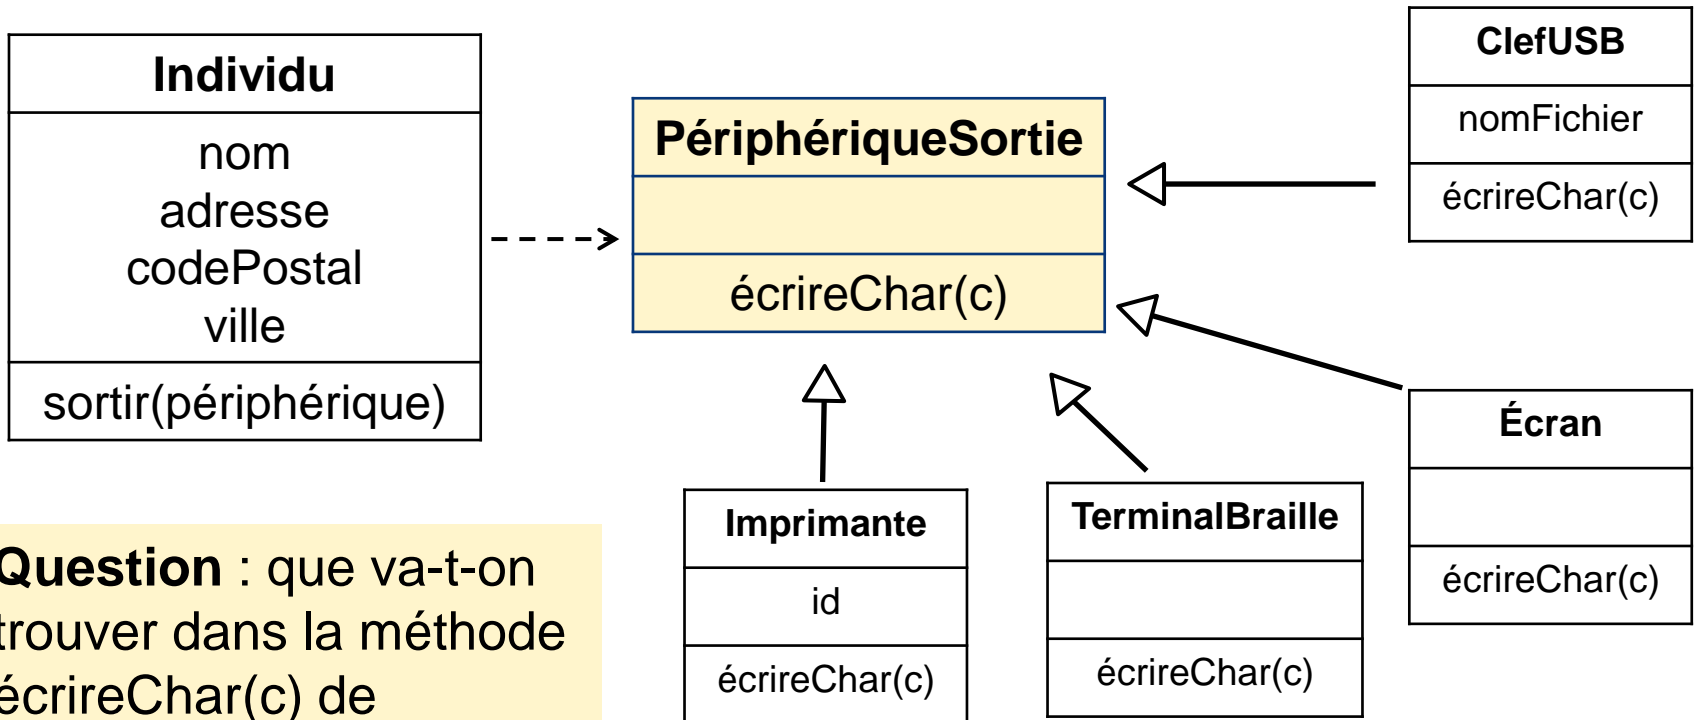 Individu
nom
adresse
codePostal
ville
sortir(périphérique)
PériphériqueSortie
écrireChar(c)
ClefUSB
nomFichier
écrireChar(c)
Écran
écrireChar(c)
Imprimante
id
écrireChar(c)
TerminalBraille
écrireChar(c)
Question : que va-t-on
trouver dans la méthode
écrireChar(c) de